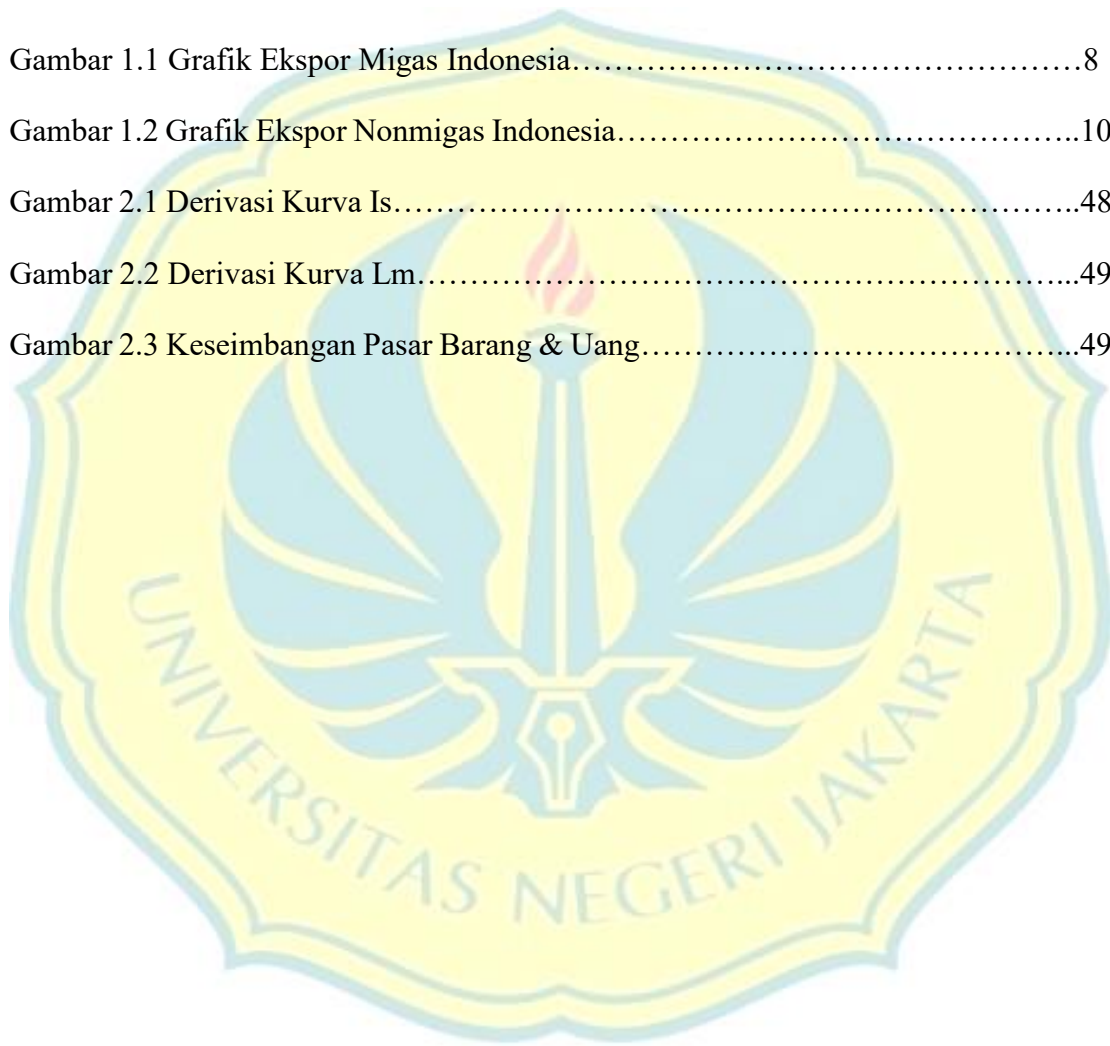 Gambar 1.1 Grafik Ekspor Migas Indonesia…………………………………………8
Gambar 1.2 Grafik Ekspor Nonmigas Indonesia……………………………………..10
Gambar 2.1 Derivasi Kurva Is………………………………………………………..48
Gambar 2.2 Derivasi Kurva Lm……………………………………………………...49
Gambar 2.3 Keseimbangan Pasar Barang & Uang…………………………………...49
UNIVERSITAS NEGERI JAKARTA